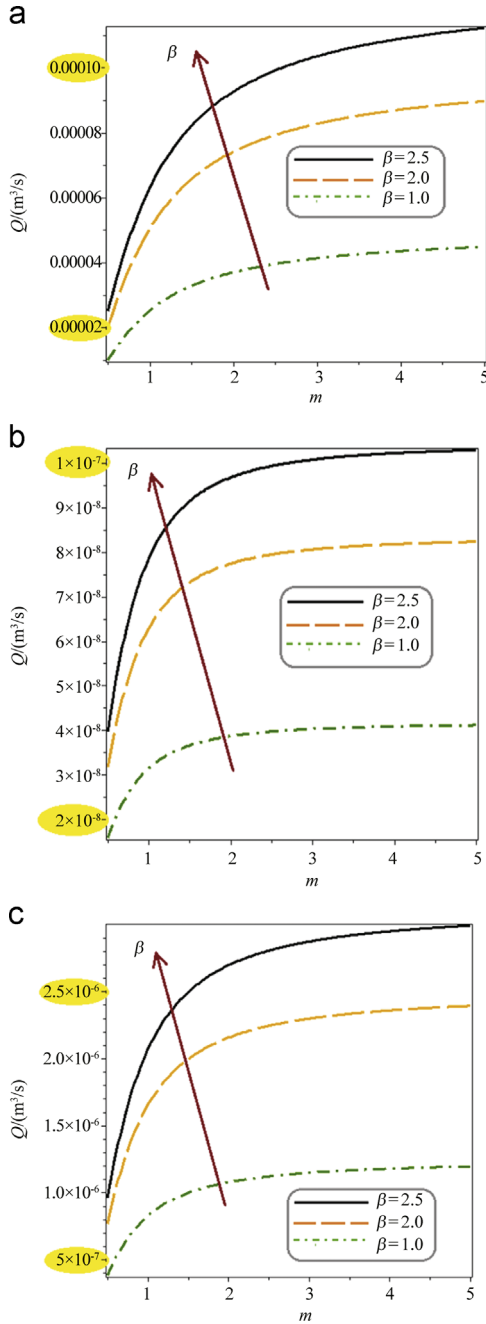 a
β
0.00010
0.00008
0.00006
0.00004
0.00002
Q/(m³/s)
β=2.5
β=2.0
β=1.0
1 2 3 4 5
m
b
β
1×10⁻⁷
9×10⁻⁸
8×10⁻⁸
7×10⁻⁸
6×10⁻⁸
5×10⁻⁸
4×10⁻⁸
3×10⁻⁸
2×10⁻⁸
Q/(m³/s)
β=2.5
β=2.0
β=1.0
1 2 3 4 5
m
c
β
2.5×10⁻⁶
2.0×10⁻⁶
1.5×10⁻⁶
1.0×10⁻⁶
5×10⁻⁷
Q/(m³/s)
β=2.5
β=2.0
β=1.0
1 2 3 4 5
m